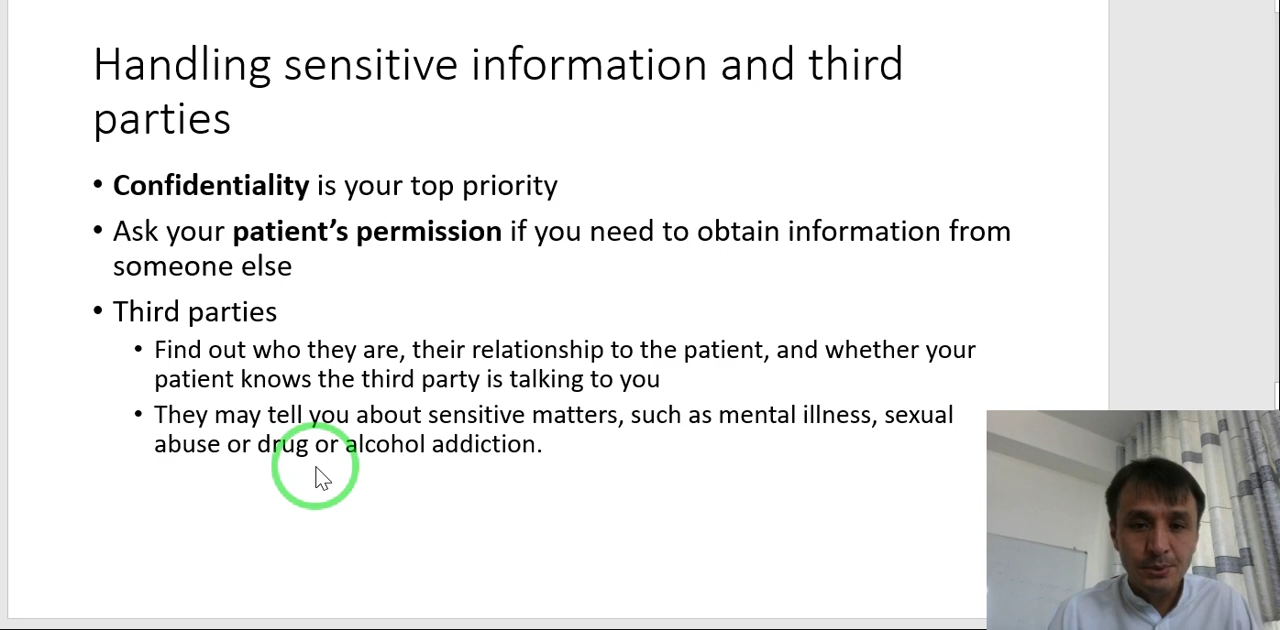 Handling sensitive information and third
parties
• Confidentiality is your top priority
• Ask your patient’s permission if you need to obtain information from
someone else
• Third parties
• Find out who they are, their relationship to the patient, and whether your
patient knows the third party is talking to you
• They may tell you about sensitive matters, such as mental illness, sexual
abuse or drug or alcohol addiction.